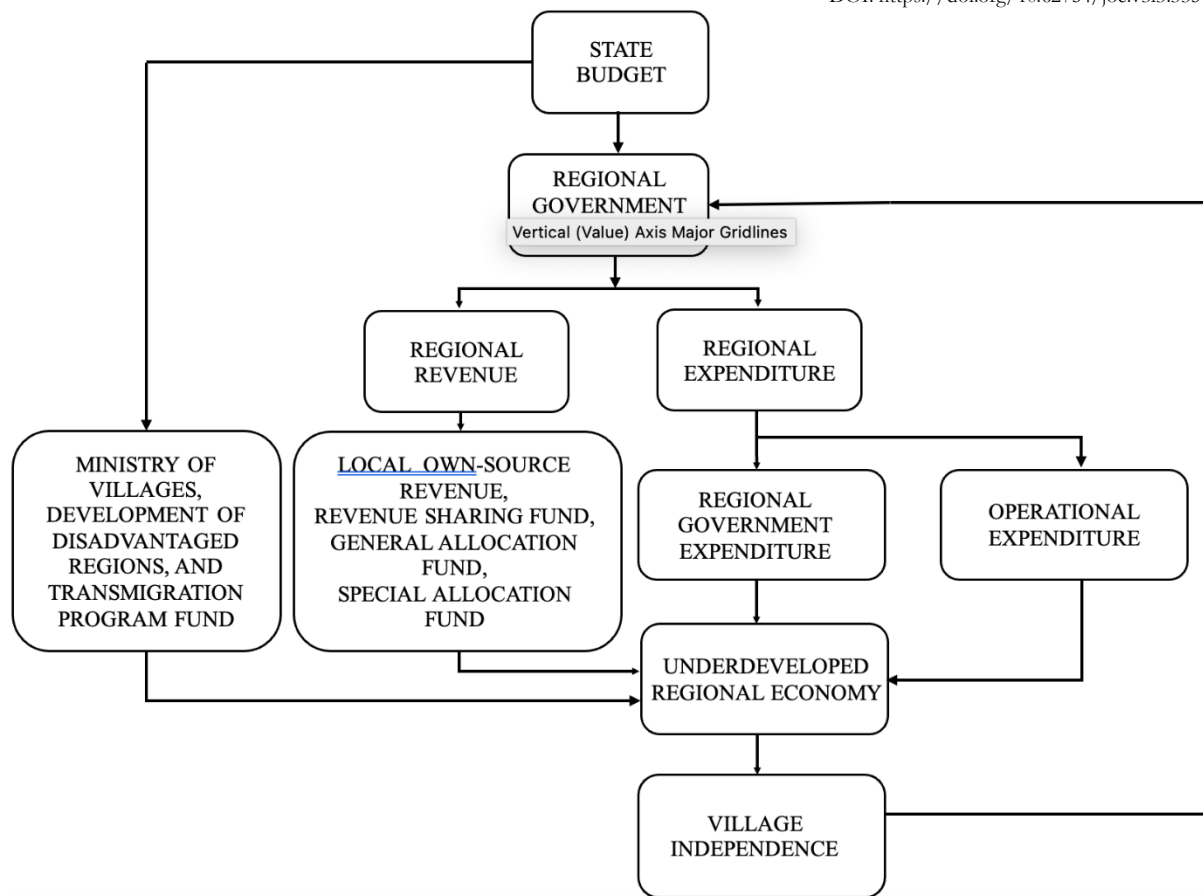 STATE
BUDGET
REGIONAL
GOVERNMENT
Vertical (Value) Axis Major Gridlines
REGIONAL
REVENUE
REGIONAL
EXPENDITURE
MINISTRY OF
VILLAGES,
DEVELOPMENT OF
DISADVANTAGED
REGIONS, AND
TRANSMIGRATION
PROGRAM FUND
LOCAL OWN-SOURCE
REVENUE,
REVENUE SHARING FUND,
GENERAL ALLOCATION
FUND,
SPECIAL ALLOCATION
FUND
REGIONAL
GOVERNMENT
EXPENDITURE
OPERATIONAL
EXPENDITURE
UNDERDEVELOPED
REGIONAL ECONOMY
VILLAGE
INDEPENDENCE